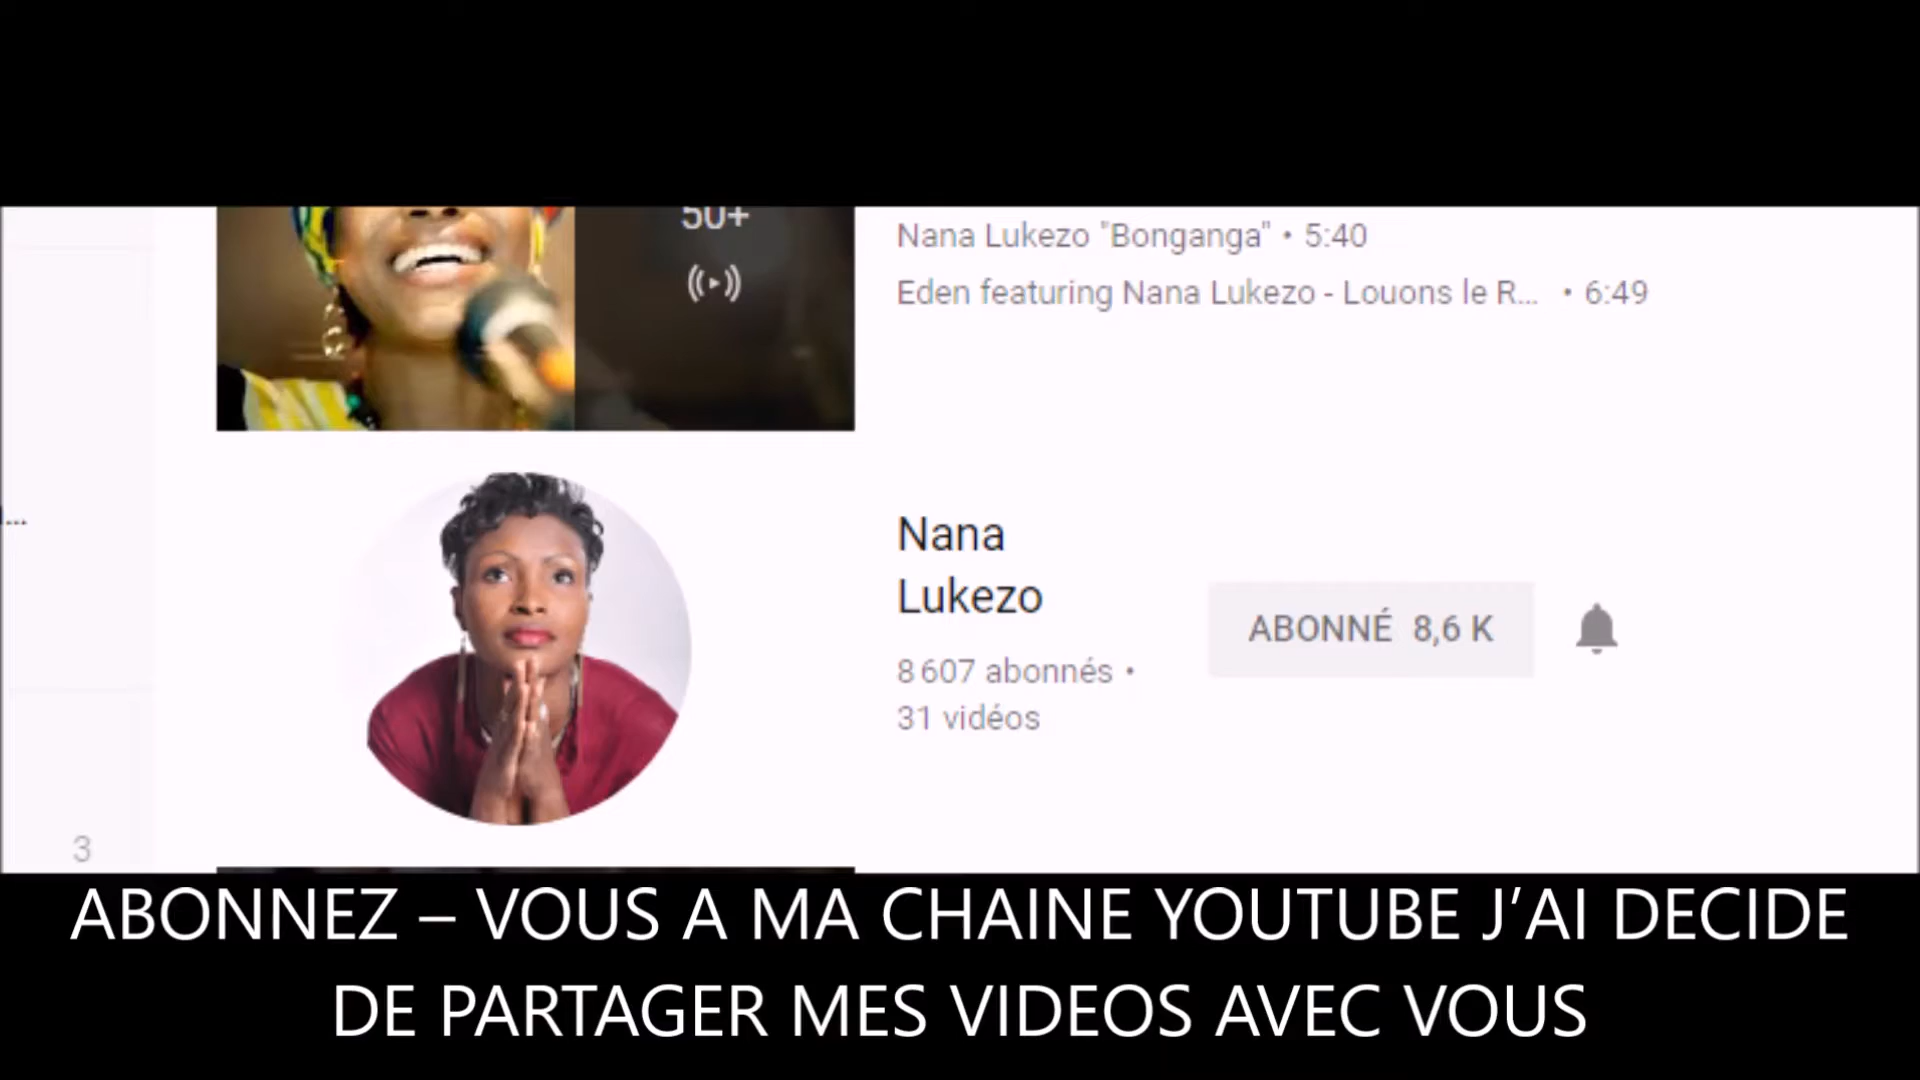 50+
Nana Lukezo "Bonganga" • 5:40
Eden featuring Nana Lukezo - Louons le R... • 6:49
...
Nana
Lukezo
ABONNÉ 8,6 K
8 607 abonnés •
31 vidéos
3
ABONNEZ – VOUS A MA CHAINE YOUTUBE J’AI DECIDE
DE PARTAGER MES VIDEOS AVEC VOUS